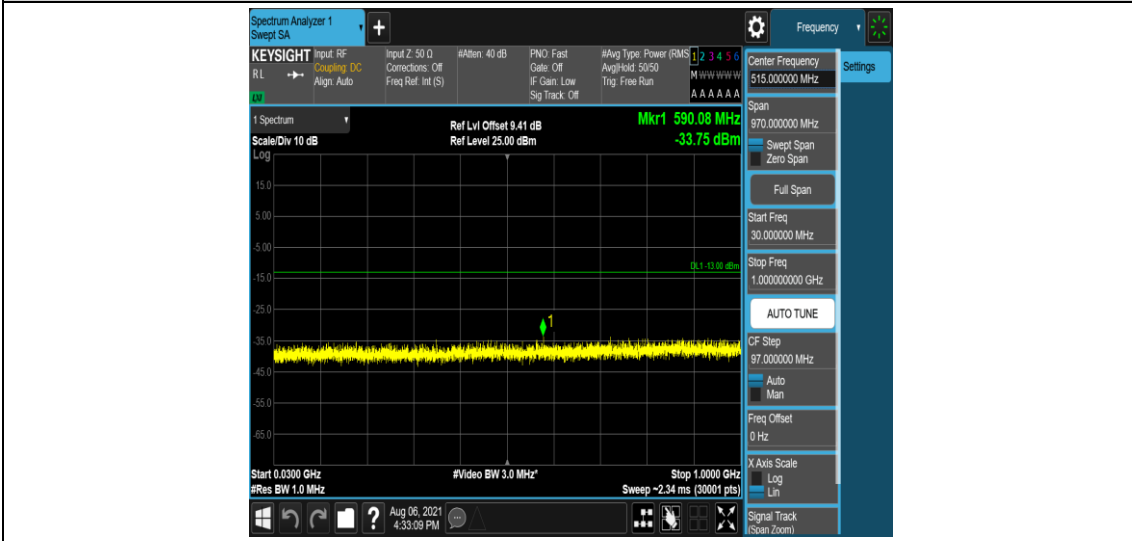 Spectrum Analyzer 1
Swept SA
+
Frequency
KEYSIGHT
RL
Input: RF
Coupling: DC
Align: Auto
Input Z: 50 Ω
Corrections: Off
Freq Ref: Int (S)
#Atten: 40 dB
PNO: Fast
Gate: Off
IF Gain: Low
Sig Track: Off
#Avg Type: Power (RMS
Avg|Hold: 50/50
Trig: Free Run
1 2 3 4 5 6
M W W W W W
A A A A A A
1 Spectrum
Scale/Div 10 dB
Log
Ref Lvl Offset 9.41 dB
Ref Level 25.00 dBm
Mkr1 590.08 MHz
-33.75 dBm
15.0
5.00
-5.00
-15.0
-25.0
-35.0
-45.0
-55.0
-65.0
DL1 -13.00 dBm
1
Start 0.0300 GHz
#Res BW 1.0 MHz
#Video BW 3.0 MHz*
Stop 1.0000 GHz
Sweep ~2.34 ms (30001 pts)
?
Aug 06, 2021
4:33:09 PM
Center Frequency
515.000000 MHz
Settings
Span
970.000000 MHz
Swept Span
Zero Span
Full Span
Start Freq
30.000000 MHz
Stop Freq
1.000000000 GHz
AUTO TUNE
CF Step
97.000000 MHz
Auto
Man
Freq Offset
0 Hz
X Axis Scale
Log
Lin
Signal Track
(Span Zoom)